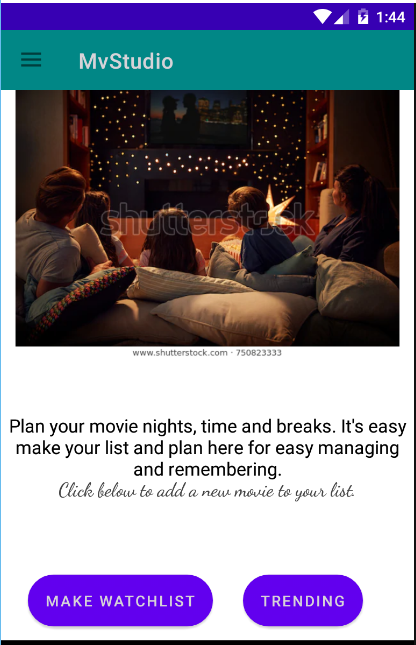 1:44
MvStudio
shutterstock
www.shutterstock.com · 750823333
Plan your movie nights, time and breaks. It's easy
make your list and plan here for easy managing
and remembering.
Click below to add a new movie to your list.
MAKE WATCHLIST
TRENDING